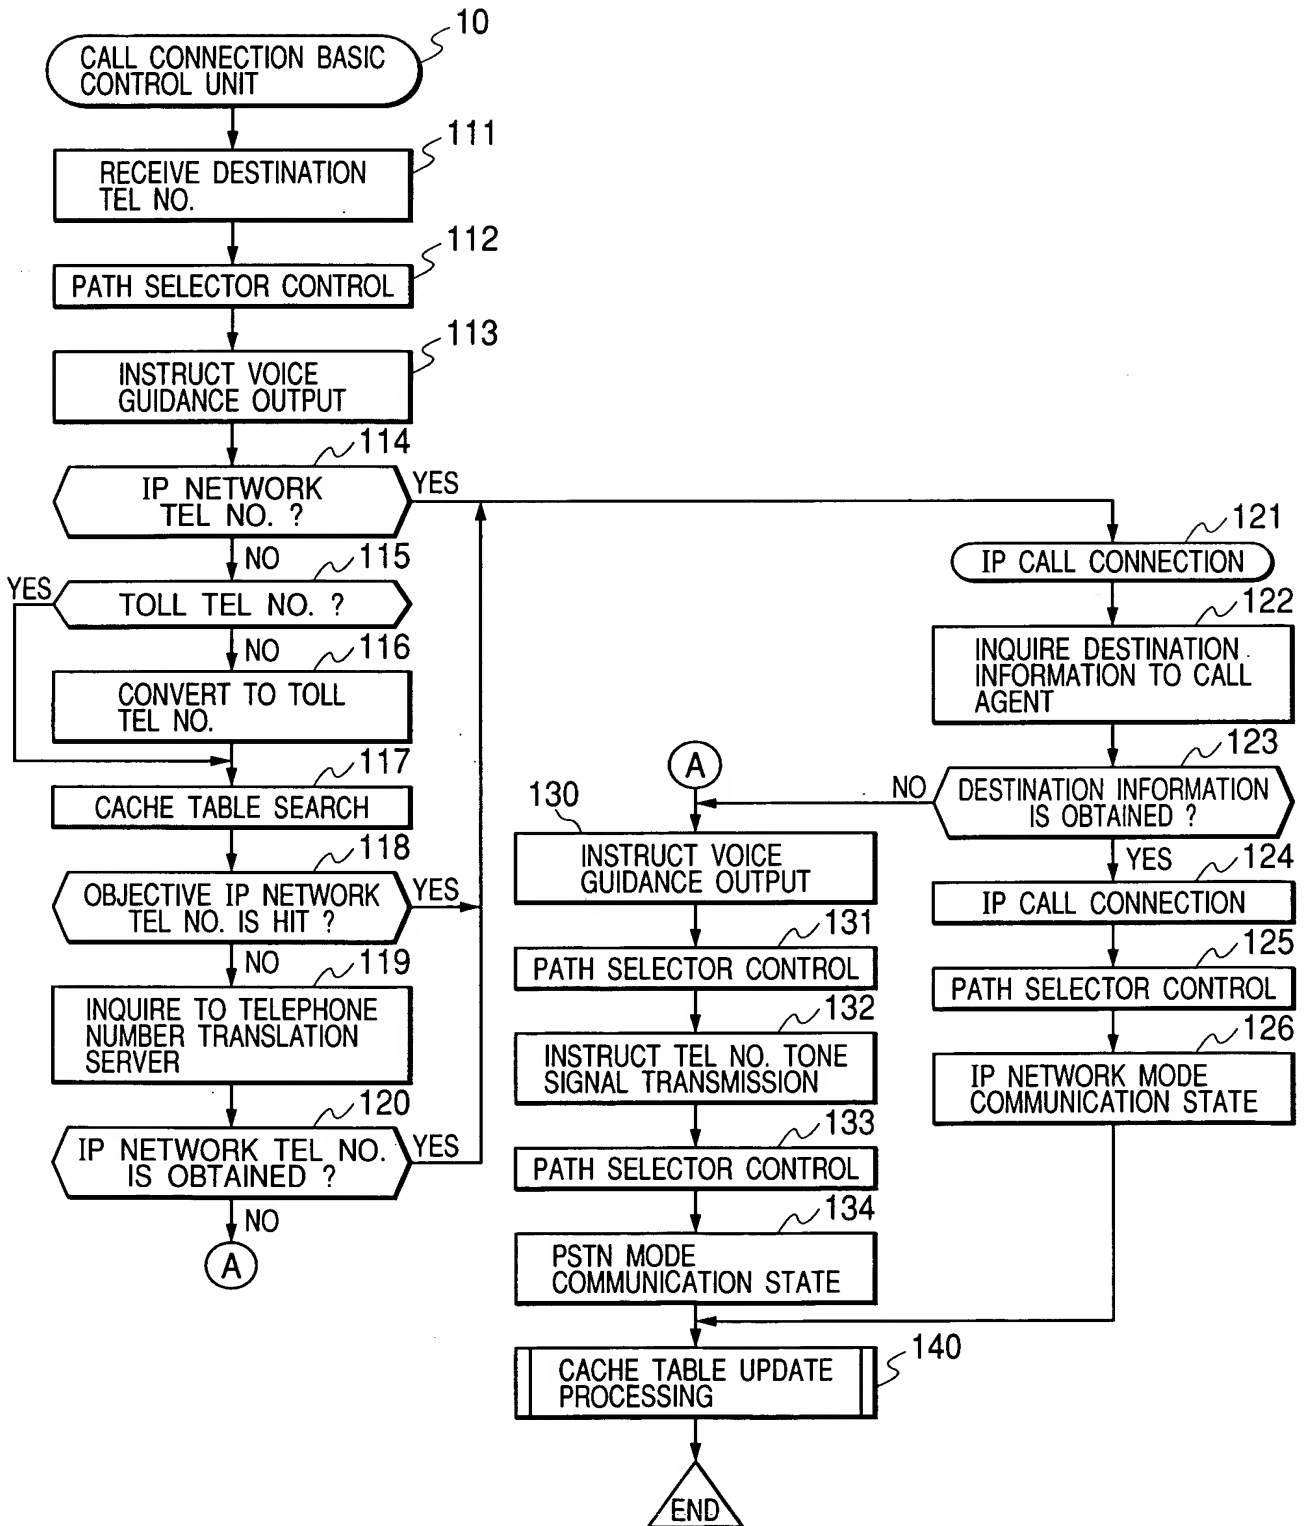 10
CALL CONNECTION BASIC
CONTROL UNIT
111
RECEIVE DESTINATION
TEL NO.
112
PATH SELECTOR CONTROL
113
INSTRUCT VOICE
GUIDANCE OUTPUT
114
IP NETWORK
TEL NO. ?
YES
NO
115
YES
TOLL TEL NO. ?
NO
116
CONVERT TO TOLL
TEL NO.
117
CACHE TABLE SEARCH
118
OBJECTIVE IP NETWORK
TEL NO. IS HIT ?
YES
NO
119
INQUIRE TO TELEPHONE
NUMBER TRANSLATION
SERVER
120
IP NETWORK TEL NO.
IS OBTAINED ?
YES
NO
A
121
IP CALL CONNECTION
122
INQUIRE DESTINATION
INFORMATION TO CALL
AGENT
123
DESTINATION INFORMATION
IS OBTAINED ?
NO
YES
124
IP CALL CONNECTION
125
PATH SELECTOR CONTROL
126
IP NETWORK MODE
COMMUNICATION STATE
A
130
INSTRUCT VOICE
GUIDANCE OUTPUT
131
PATH SELECTOR CONTROL
132
INSTRUCT TEL NO. TONE
SIGNAL TRANSMISSION
133
PATH SELECTOR CONTROL
134
PSTN MODE
COMMUNICATION STATE
140
CACHE TABLE UPDATE
PROCESSING
END